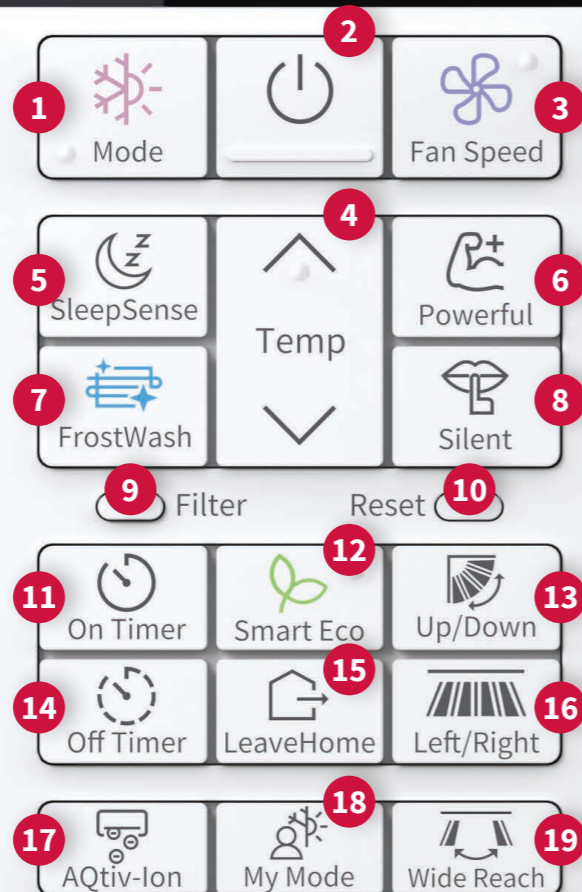 2
1
3
Mode
Fan Speed
4
5
6
SleepSense
Powerful
Temp
7
8
FrostWash
Silent
9 Filter
Reset 10
12
11
13
On Timer
Smart Eco
Up/Down
15
14
16
Off Timer
LeaveHome
Left/Right
18
17
19
AQtiv-Ion
My Mode
Wide Reach